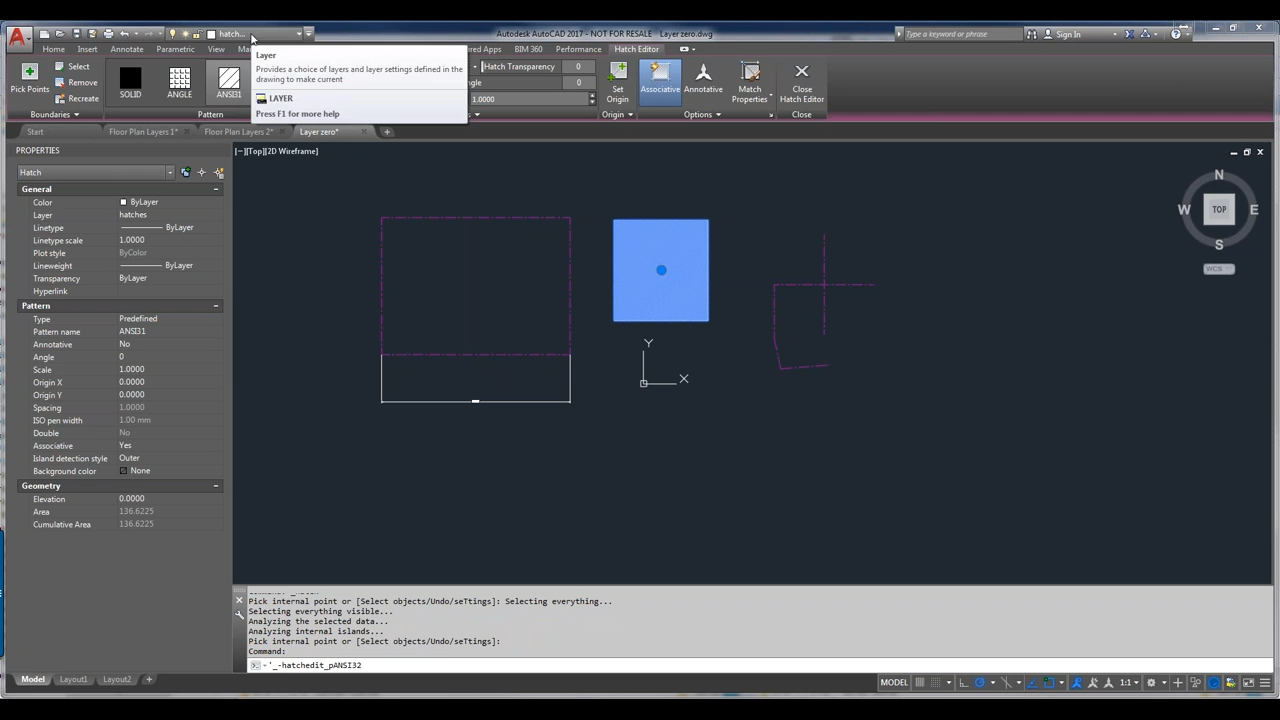 A
hatch...
Autodesk AutoCAD 2017 - NOT FOR RESALE Layer zero.dwg
Type a keyword or phrase
Sign In
Home Insert Annotate Parametric View Ma
red Apps BIM 360 Performance Hatch Editor
Pick Points
Select
Remove
Recreate
SOLID
ANGLE
ANSI31
Layer
Provides a choice of layers and layer settings defined in the
drawing to make current
LAYER
Press F1 for more help
Hatch Transparency 0
0
1.0000
Set
Origin
Associative
Annotative
Match
Properties
Close
Hatch Editor
Boundaries
Pattern
Origin
Options
Close
Start
Floor Plan Layers 1*
Floor Plan Layers 2*
Layer zero*
PROPERTIES
Hatch
General
Color ByLayer
Layer hatches
Linetype ByLayer
Linetype scale 1.0000
Plot style ByColor
Lineweight ByLayer
Transparency ByLayer
Hyperlink
Pattern
Type Predefined
Pattern name ANSI31
Annotative No
Angle 0
Scale 1.0000
Origin X 0.0000
Origin Y 0.0000
Spacing 1.0000
ISO pen width 1.00 mm
Double No
Associative Yes
Island detection style Outer
Background color None
Geometry
Elevation 0.0000
Area 136.6225
Cumulative Area 136.6225
[−][Top][2D Wireframe]
N
W TOP E
S
WCS
Y
X
Pick internal point or [Select objects/Undo/seTtings]: Selecting everything...
Selecting everything visible...
Analyzing the selected data...
Analyzing internal islands...
Pick internal point or [Select objects/Undo/seTtings]:
Command:
'_-hatchedit_pANSI32
Model Layout1 Layout2 +
MODEL
1:1